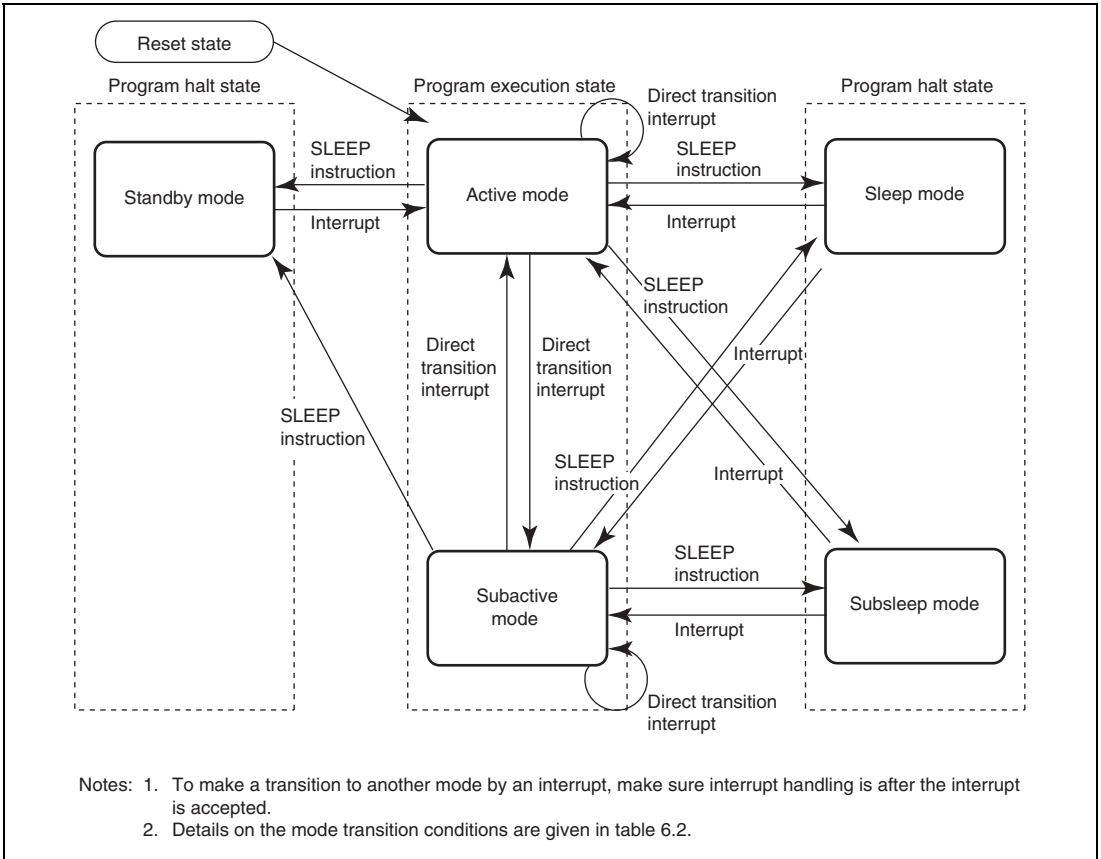 Reset state
Program halt state
Program execution state
Program halt state
Direct transition
interrupt
SLEEP
instruction
SLEEP
instruction
Standby mode
Active mode
Sleep mode
Interrupt
Interrupt
SLEEP
instruction
Direct
transition
interrupt
Direct
transition
interrupt
Interrupt
SLEEP
instruction
SLEEP
instruction
Interrupt
SLEEP
instruction
Subactive
mode
Subsleep mode
Interrupt
Direct transition
interrupt
Notes: 1. To make a transition to another mode by an interrupt, make sure interrupt handling is after the interrupt
is accepted.
2. Details on the mode transition conditions are given in table 6.2.